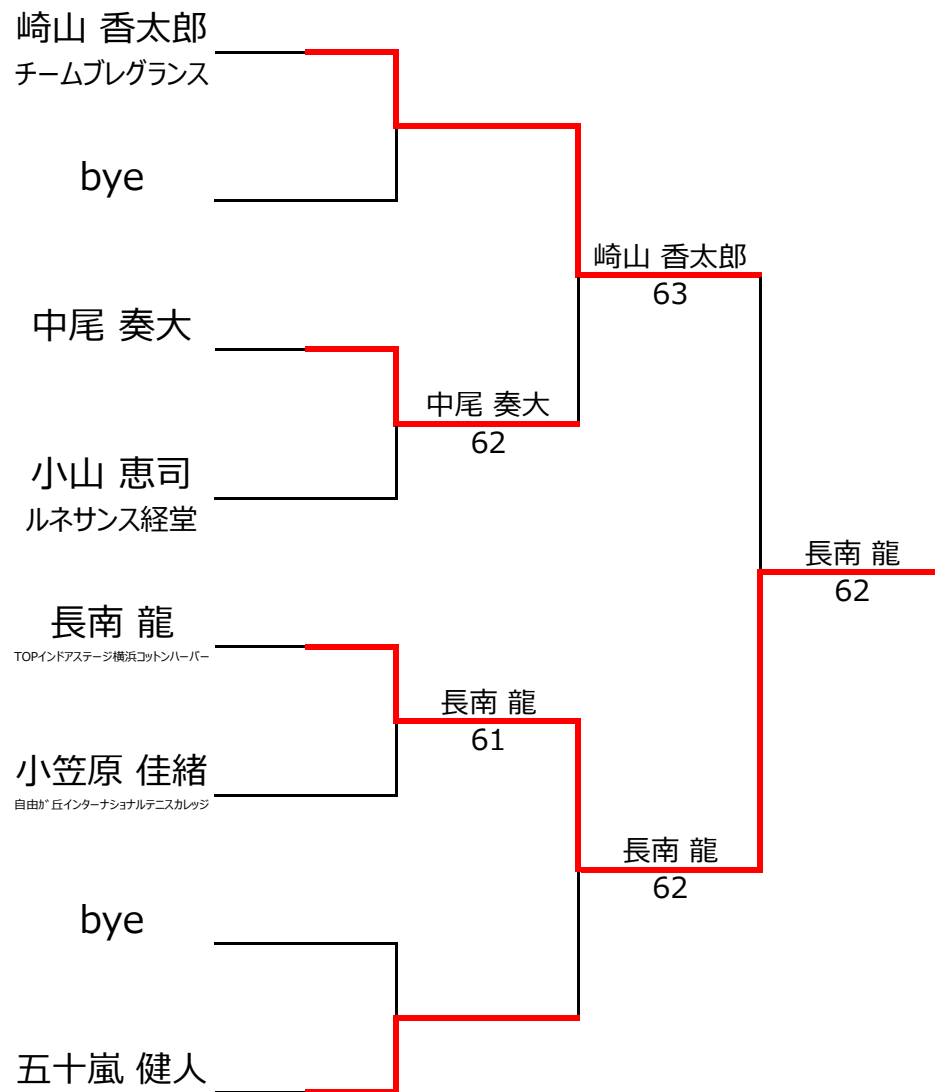 崎山 香太郎
チームブレグランス
bye
崎山 香太郎
63
中尾 奏大
中尾 奏大
62
小山 恵司
ルネサンス経堂
長南 龍
62
長南 龍
TOPインドアステージ横浜コットンハーバー
長南 龍
61
小笠原 佳緒
自由が丘インターナショナルテニスカレッジ
長南 龍
62
bye
五十嵐 健人